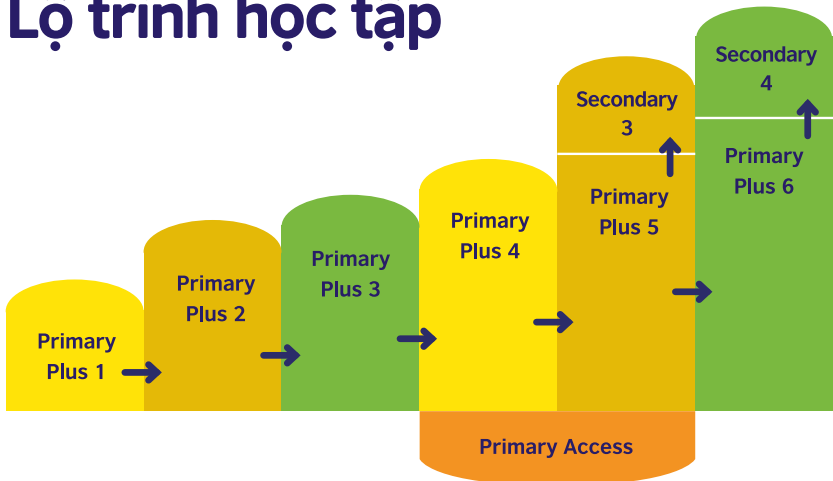 Lộ trình học tập
Primary
Plus 1
Primary
Plus 2
Primary
Plus 3
Primary
Plus 4
Secondary
3
Primary
Plus 5
Secondary
4
Primary
Plus 6
Primary Access